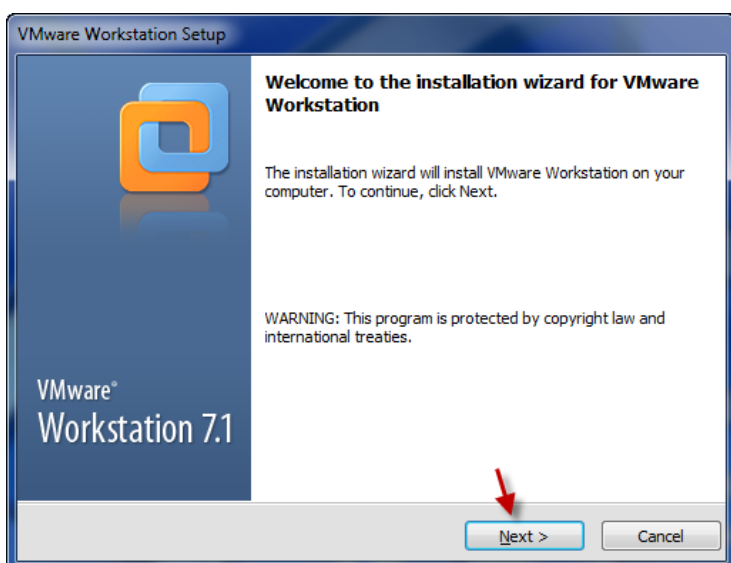 VMware Workstation Setup
Welcome to the installation wizard for VMware
Workstation
The installation wizard will install VMware Workstation on your
computer. To continue, click Next.
WARNING: This program is protected by copyright law and
international treaties.
VMware®
Workstation 7.1
Next >
Cancel